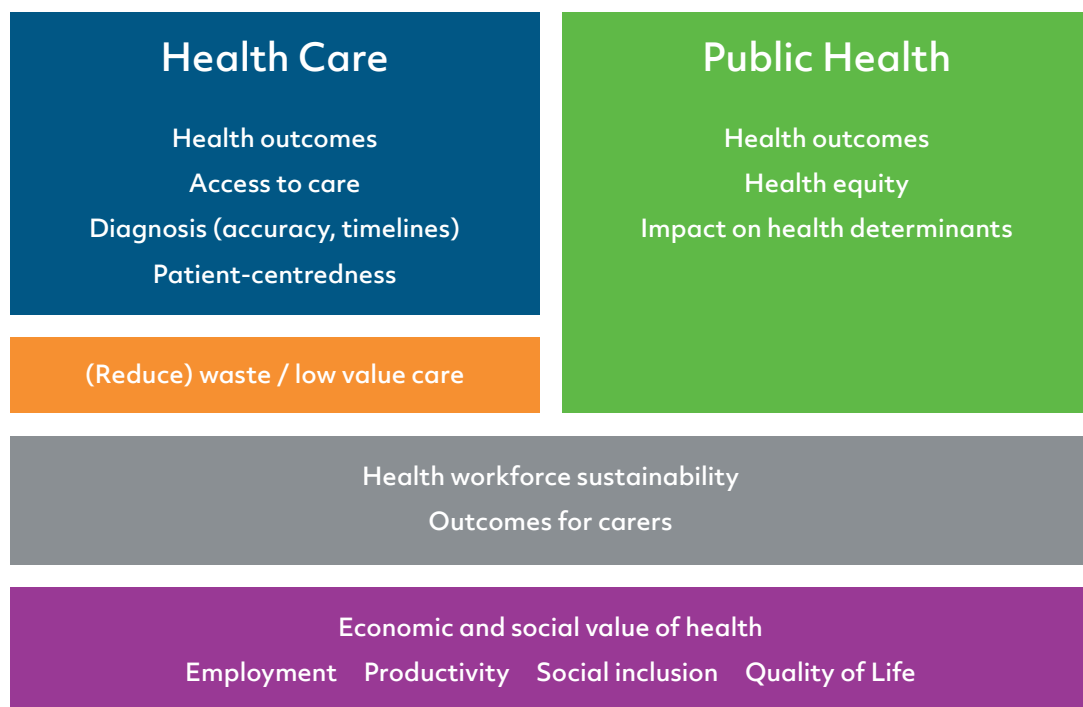 Health Care
Health outcomes
Access to care
Diagnosis (accuracy, timelines)
Patient-centredness
(Reduce) waste / low value care
Public Health
Health outcomes
Health equity
Impact on health determinants
Health workforce sustainability
Outcomes for carers
Economic and social value of health
Employment Productivity Social inclusion Quality of Life